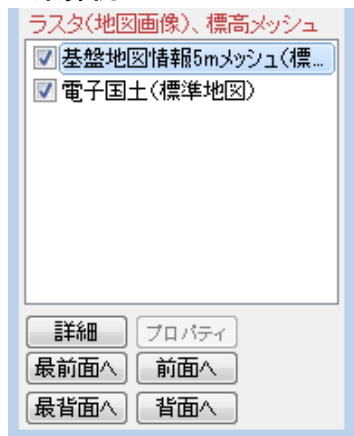 ラスタ(地図画像)、標高メッシュ
基盤地図情報5mメッシュ(標...
電子国土(標準地図)
詳細 プロパティ
最前面へ 前面へ
最背面へ 背面へ